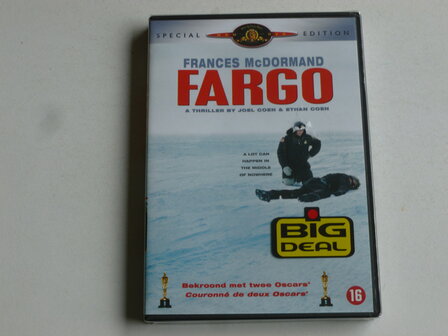 SPECIAL EDITION
FRANCES McDORMAND
FARGO
A THRILLER BY JOEL COEN & ETHAN COEN
A LOT CAN
HAPPEN IN
THE MIDDLE
OF NOWHERE
BIG
DEAL
Bekroond met twee Oscars'
Couronné de deux Oscars'
16